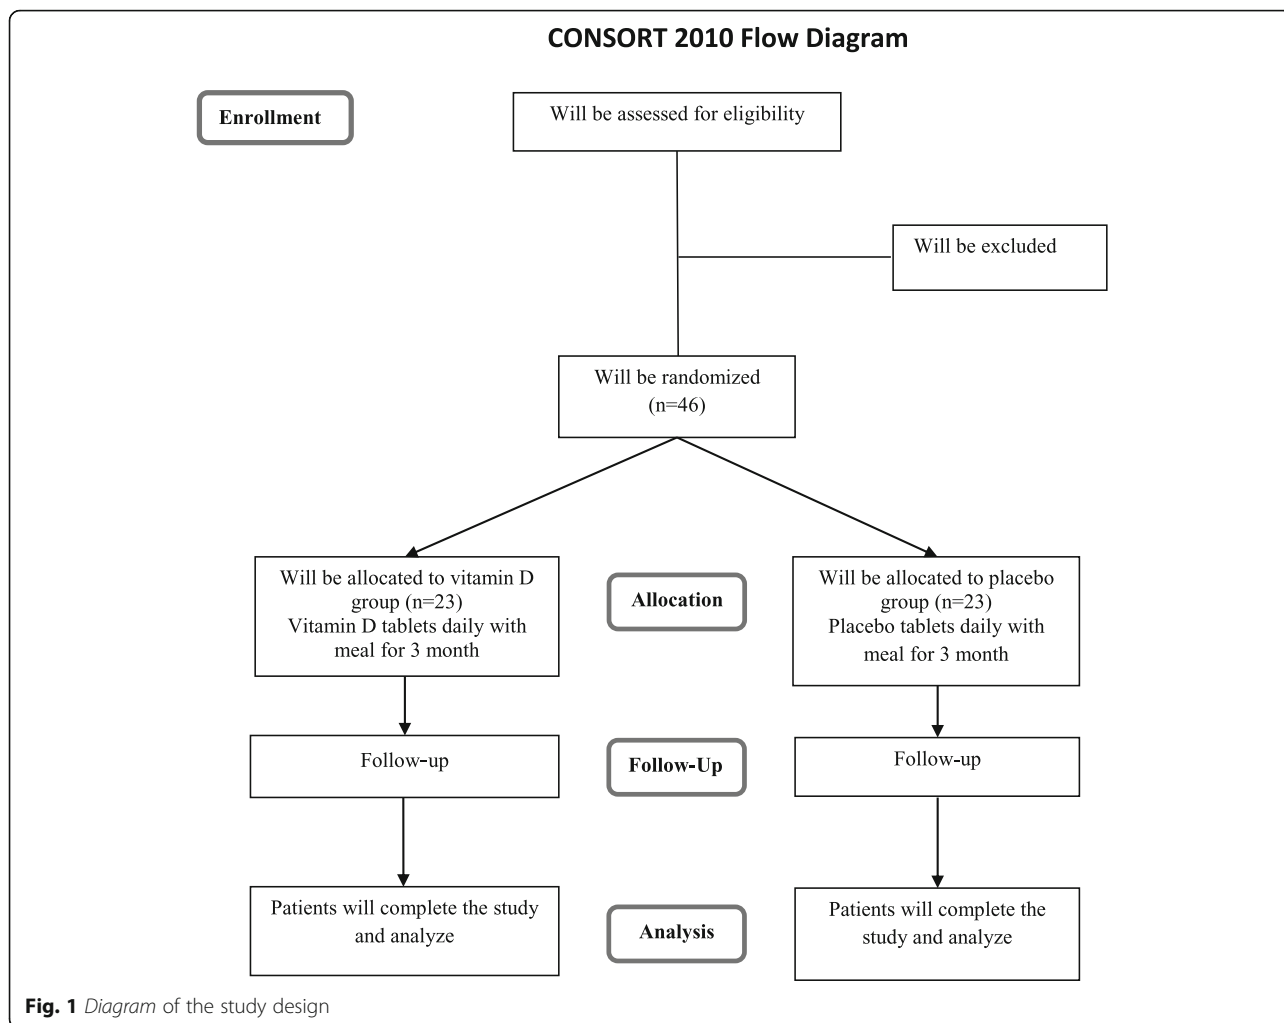 CONSORT 2010 Flow Diagram
Enrollment
Will be assessed for eligibility
Will be excluded
Will be randomized
(n=46)
Will be allocated to vitamin D
group (n=23)
Vitamin D tablets daily with
meal for 3 month
Allocation
Will be allocated to placebo
group (n=23)
Placebo tablets daily with
meal for 3 month
Follow-up
Follow-Up
Follow-up
Patients will complete the study
and analyze
Analysis
Patients will complete the
study and analyze
Fig. 1 Diagram of the study design